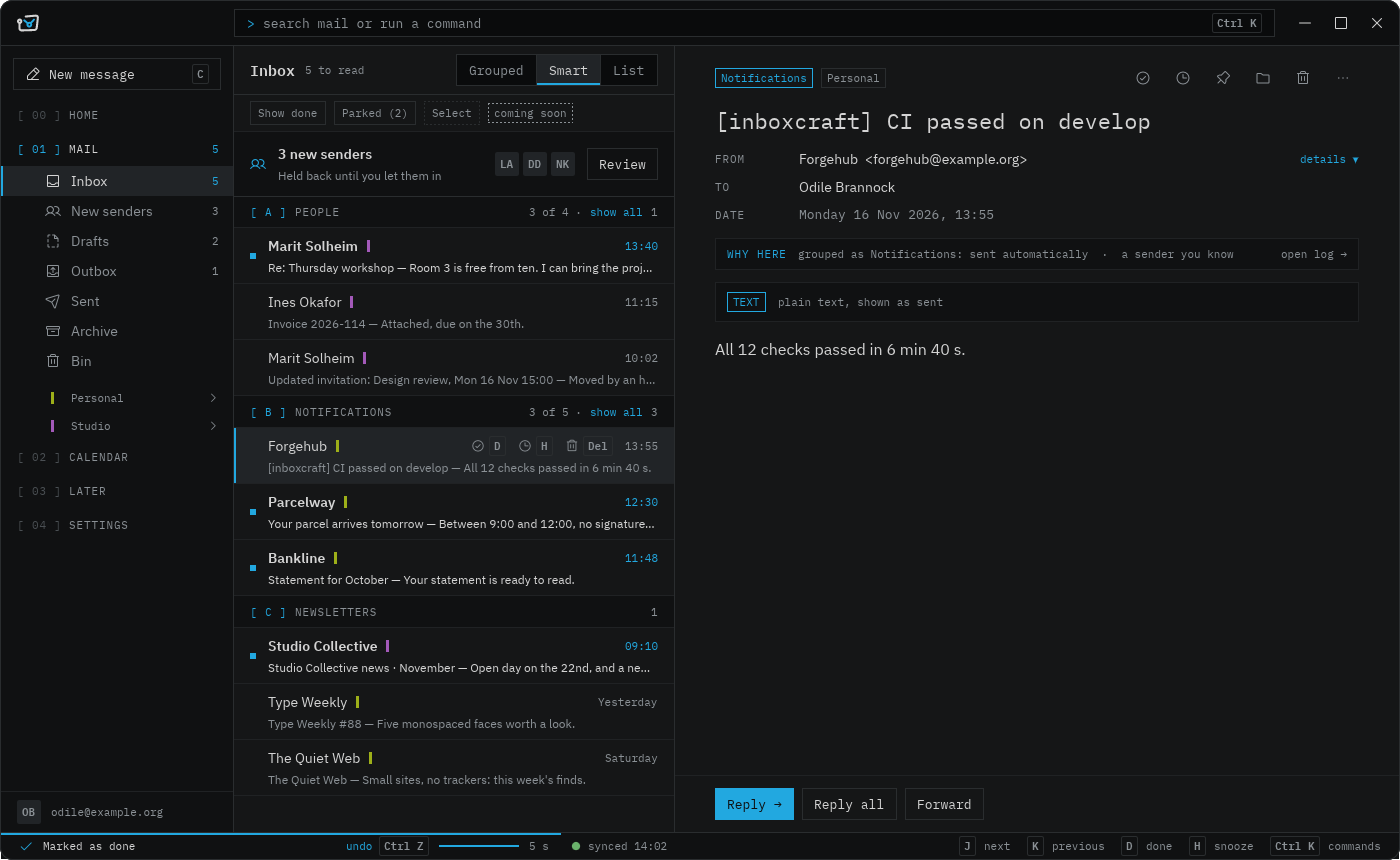 > search mail or run a command Ctrl K
New message C
[ 00 ] HOME
[ 01 ] MAIL 5
Inbox 5
New senders 3
Drafts 2
Outbox 1
Sent
Archive
Bin
Personal
Studio
[ 02 ] CALENDAR
[ 03 ] LATER
[ 04 ] SETTINGS
OB odile@example.org
Inbox 5 to read Grouped Smart List
Show done Parked (2) Select coming soon
3 new senders
Held back until you let them in
LA DD NK Review
[ A ] PEOPLE 3 of 4 · show all 1
Marit Solheim 13:40
Re: Thursday workshop — Room 3 is free from ten. I can bring the proj…
Ines Okafor 11:15
Invoice 2026-114 — Attached, due on the 30th.
Marit Solheim 10:02
Updated invitation: Design review, Mon 16 Nov 15:00 — Moved by an h…
[ B ] NOTIFICATIONS 3 of 5 · show all 3
Forgehub D H Del 13:55
[inboxcraft] CI passed on develop — All 12 checks passed in 6 min 40 s.
Parcelway 12:30
Your parcel arrives tomorrow — Between 9:00 and 12:00, no signature…
Bankline 11:48
Statement for October — Your statement is ready to read.
[ C ] NEWSLETTERS 1
Studio Collective 09:10
Studio Collective news · November — Open day on the 22nd, and a ne…
Type Weekly Yesterday
Type Weekly #88 — Five monospaced faces worth a look.
The Quiet Web Saturday
The Quiet Web — Small sites, no trackers: this week's finds.
Notifications Personal
[inboxcraft] CI passed on develop
FROM Forgehub <forgehub@example.org> details ▾
TO Odile Brannock
DATE Monday 16 Nov 2026, 13:55
WHY HERE grouped as Notifications: sent automatically · a sender you know open log →
TEXT plain text, shown as sent
All 12 checks passed in 6 min 40 s.
Reply → Reply all Forward
Marked as done undo Ctrl Z 5 s synced 14:02 J next K previous D done H snooze Ctrl K commands